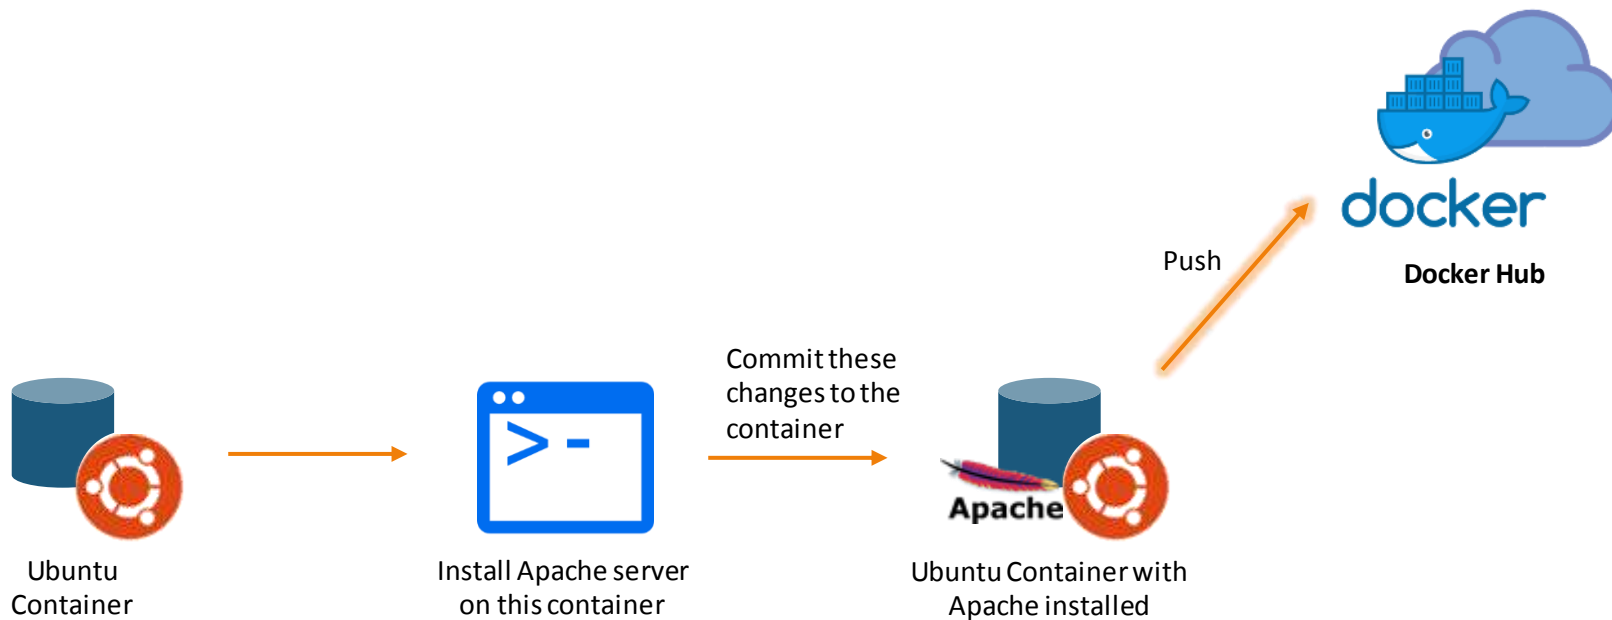 docker
Docker Hub
Push
Commit these
changes to the
container
>-
Apache
Ubuntu
Container
Install Apache server
on this container
Ubuntu Container with
Apache installed